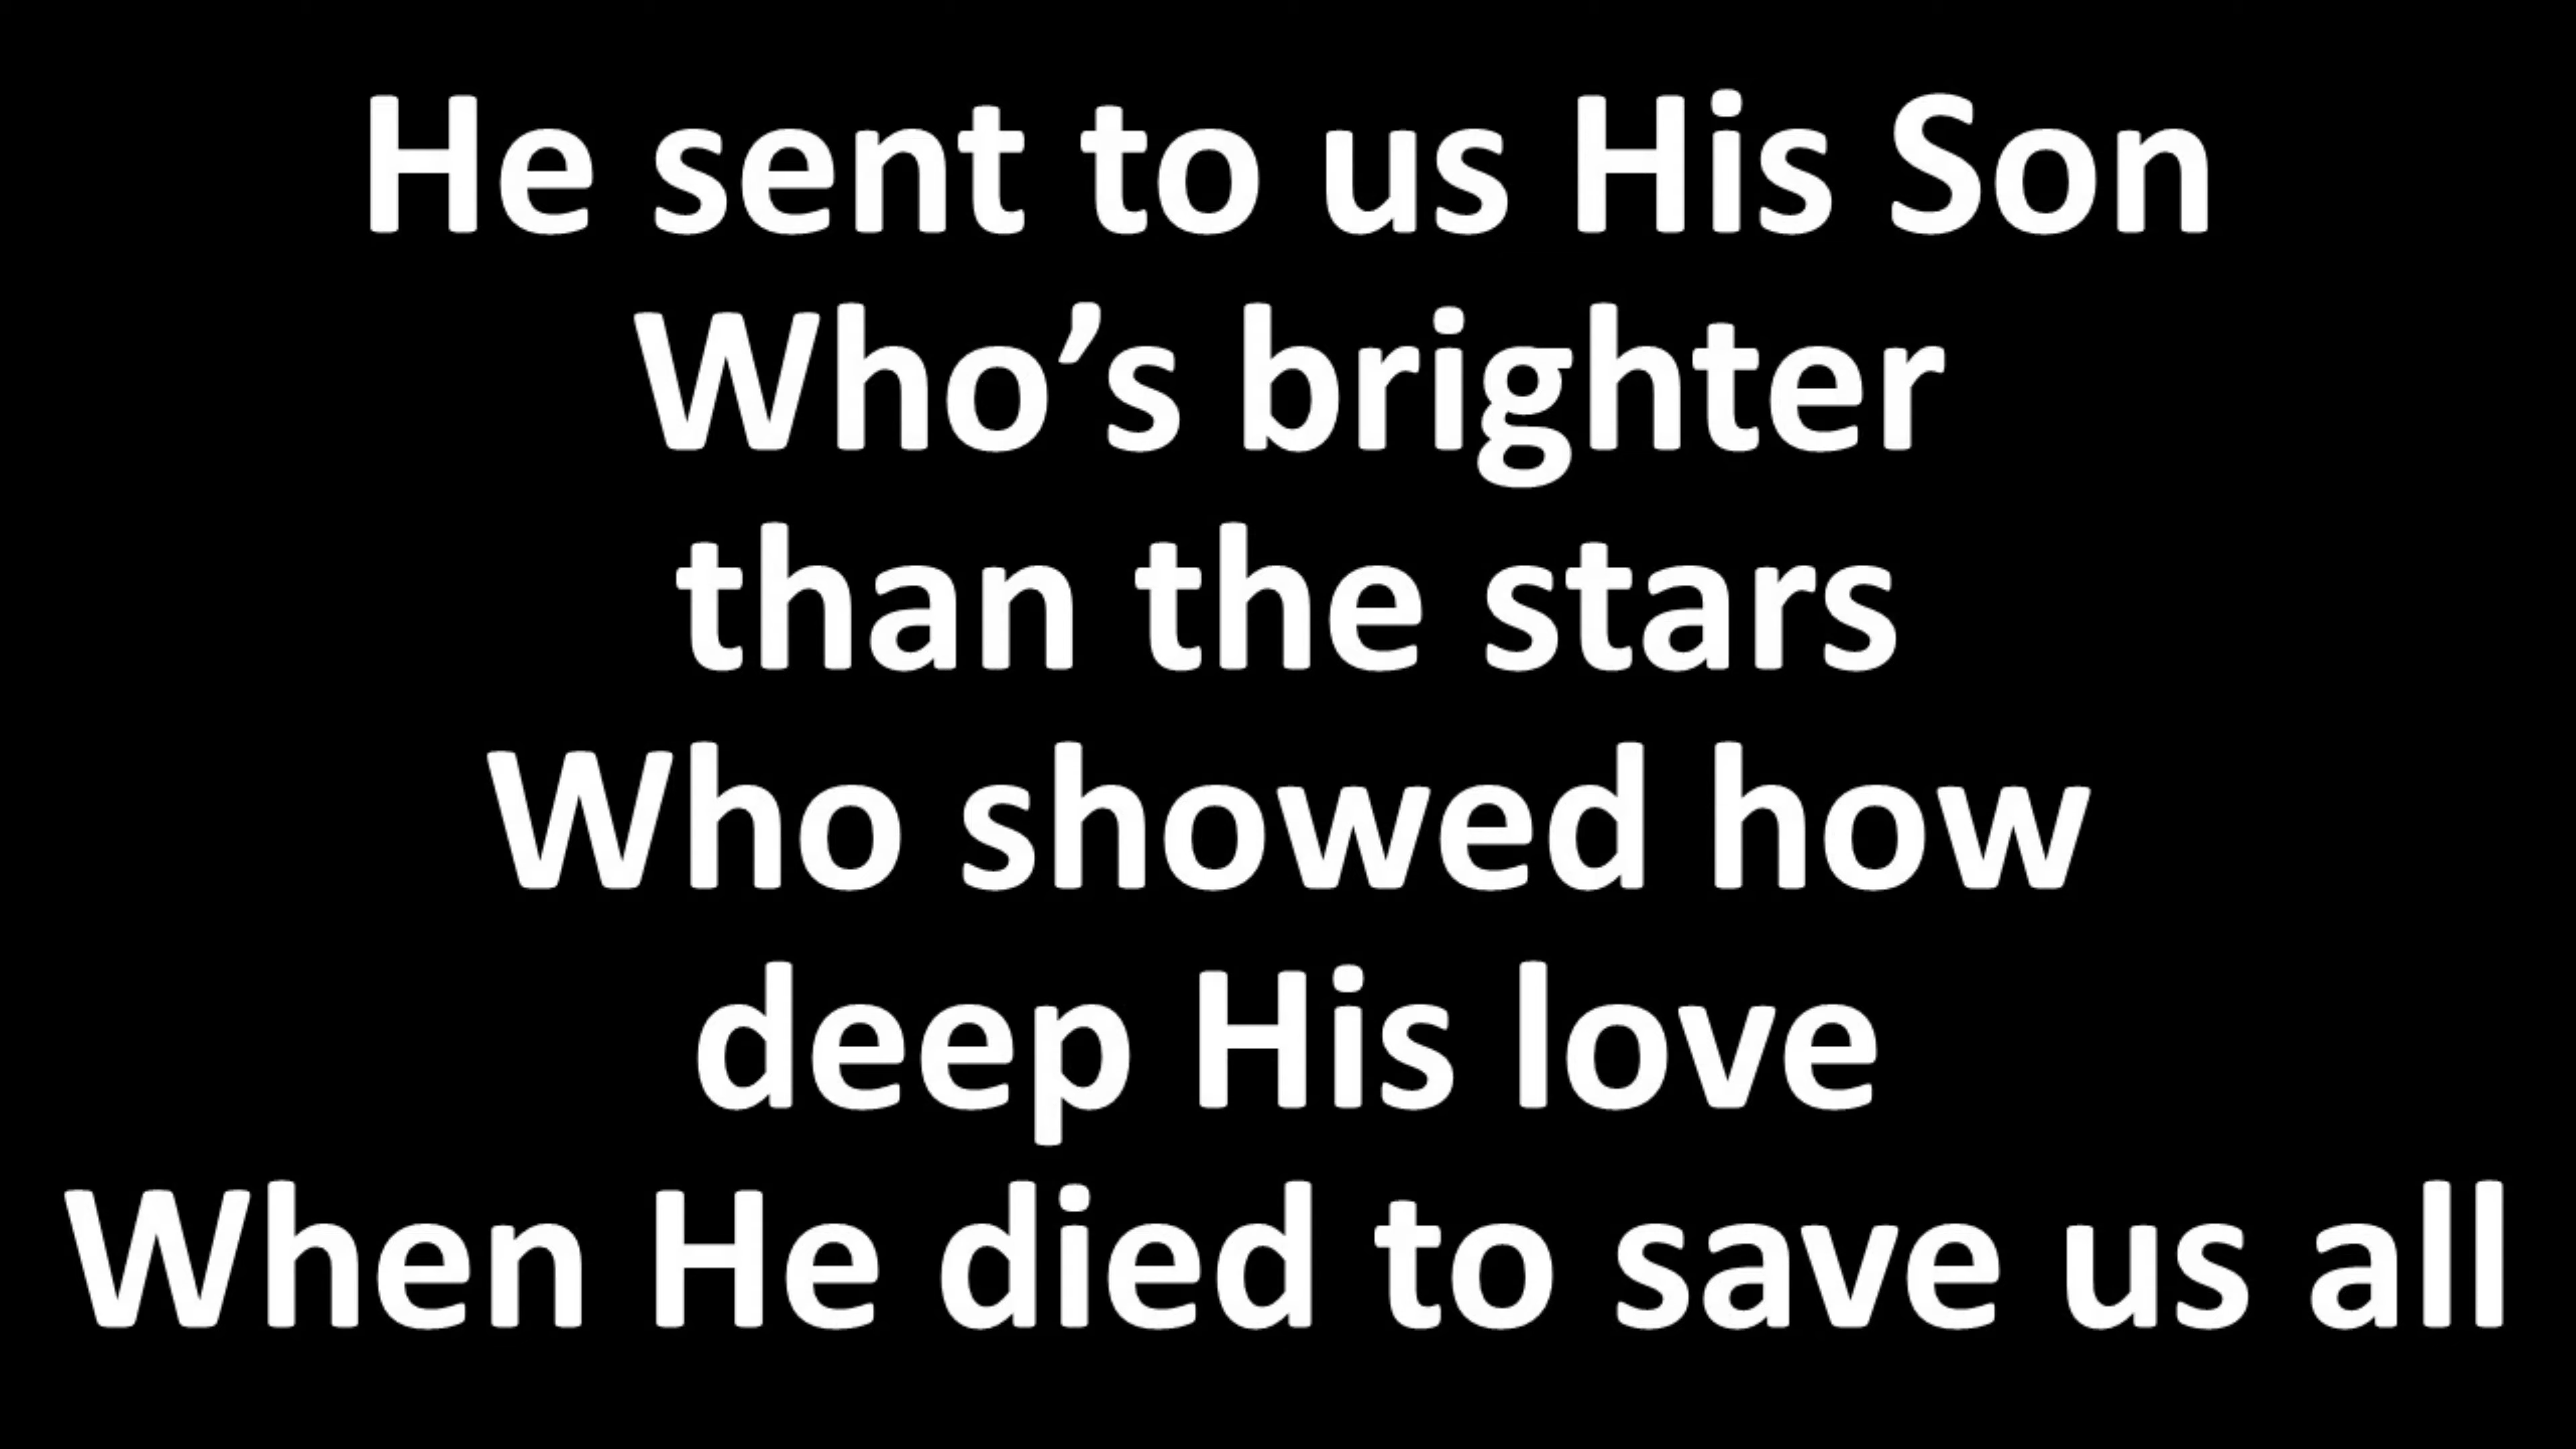 He sent to us His Son
Who’s brighter
than the stars
Who showed how
deep His love
When He died to save us all